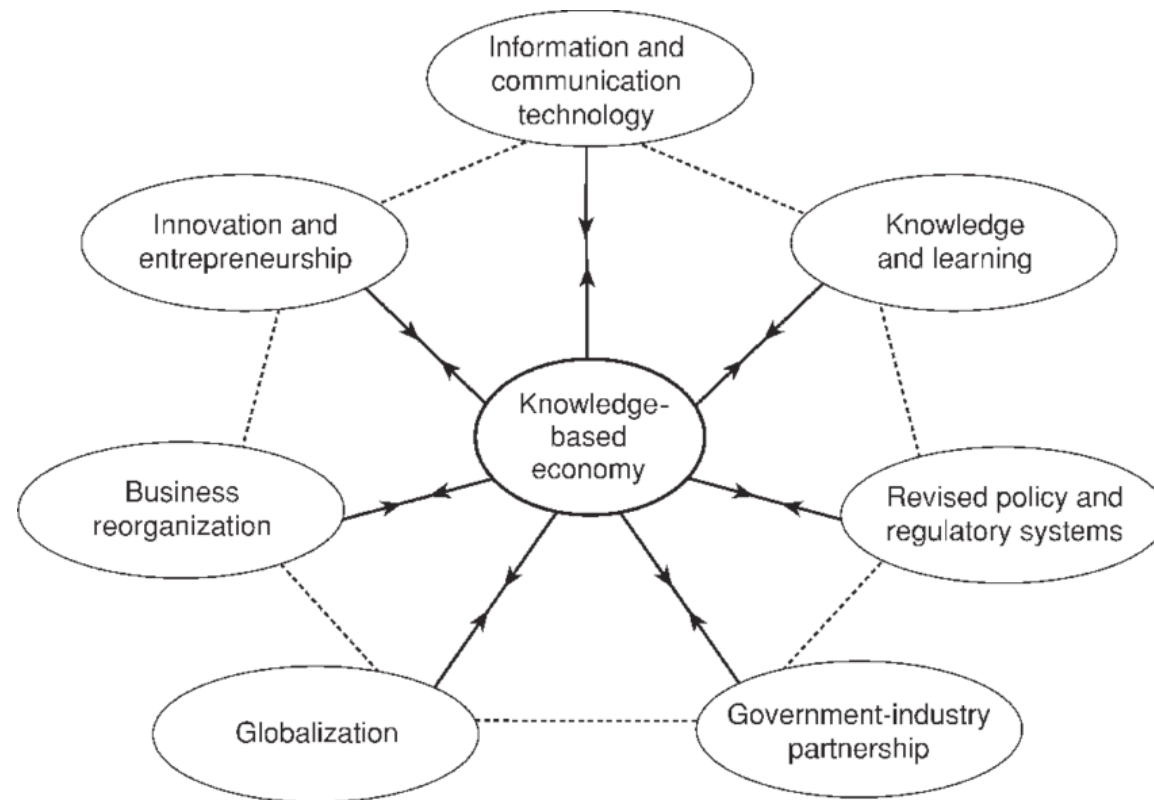 Information and
communication
technology
Innovation and
entrepreneurship
Knowledge
and learning
Knowledge-
based
economy
Business
reorganization
Revised policy and
regulatory systems
Globalization
Government-industry
partnership